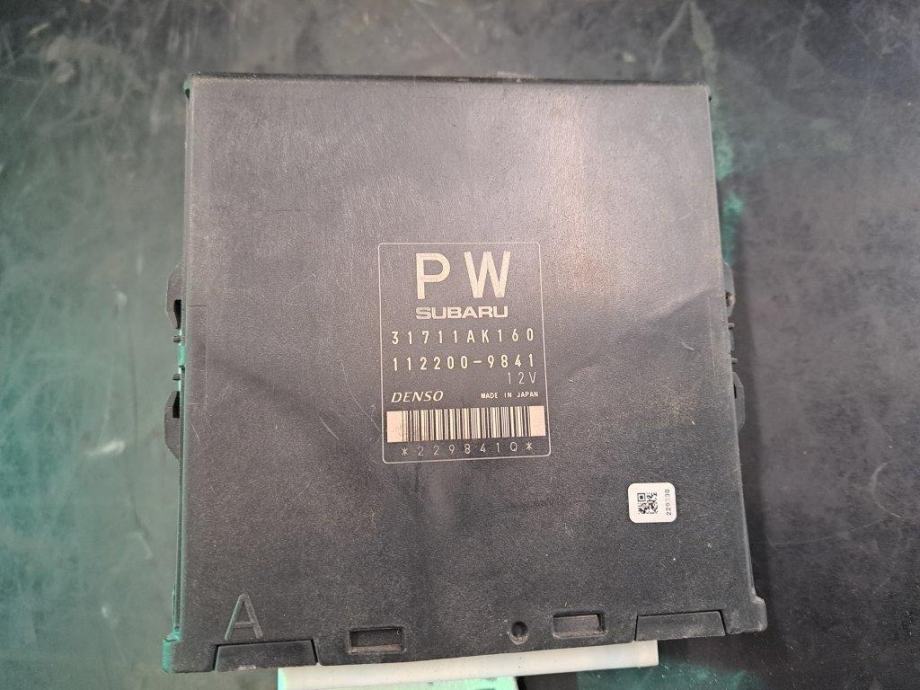 PW
SUBARU
31711AK160
112200-9841
12V
DENSO MADE IN JAPAN
*229841Q*
A